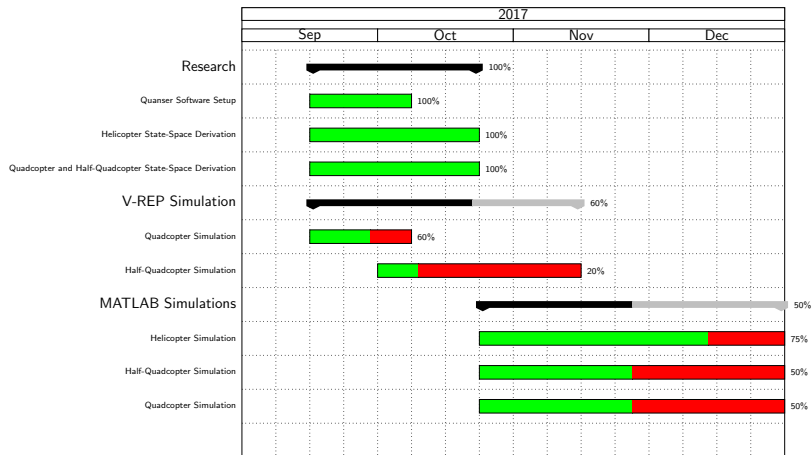 2017
Sep Oct Nov Dec
Research 100%
Quanser Software Setup 100%
Helicopter State-Space Derivation 100%
Quadcopter and Half-Quadcopter State-Space Derivation 100%
V-REP Simulation 60%
Quadcopter Simulation 60%
Half-Quadcopter Simulation 20%
MATLAB Simulations 50%
Helicopter Simulation 75%
Half-Quadcopter Simulation 50%
Quadcopter Simulation 50%